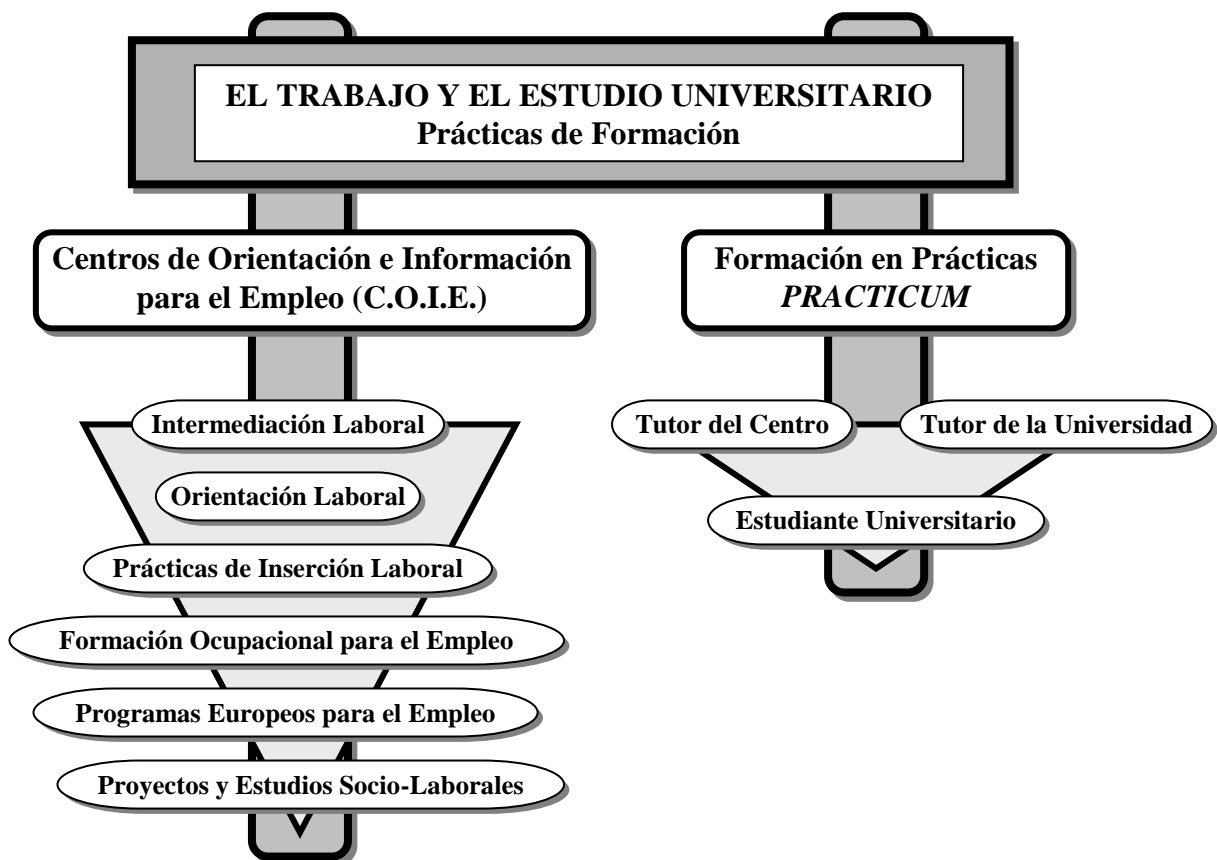 EL TRABAJO Y EL ESTUDIO UNIVERSITARIO
Prácticas de Formación
Centros de Orientación e Información
para el Empleo (C.O.I.E.)
Formación en Prácticas
PRACTICUM
Intermediación Laboral
Orientación Laboral
Prácticas de Inserción Laboral
Formación Ocupacional para el Empleo
Programas Europeos para el Empleo
Proyectos y Estudios Socio-Laborales
Tutor del Centro
Tutor de la Universidad
Estudiante Universitario